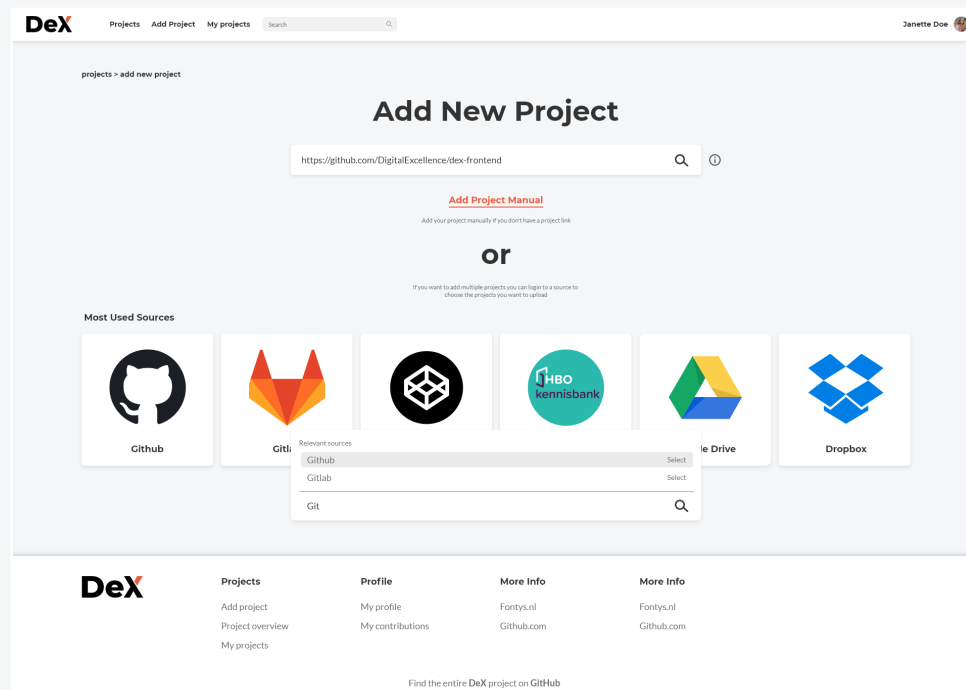 DeX
Projects Add Project My projects Search
Janette Doe
projects > add new project
Add New Project
https://github.com/DigitalExcellence/dex-frontend
Add Project Manual
Add your project manually if you don't have a project link
or
If you want to add multiple projects you can login to a source to
choose the projects you want to upload
Most Used Sources
HBO
kennisbank
Github
le Drive
Dropbox
Relevant sources
Github Select
Gitlab Select
Git
DeX
Projects
Add project
Project overview
My projects
Profile
My profile
My contributions
More Info
Fontys.nl
Github.com
More Info
Fontys.nl
Github.com
Find the entire DeX project on GitHub